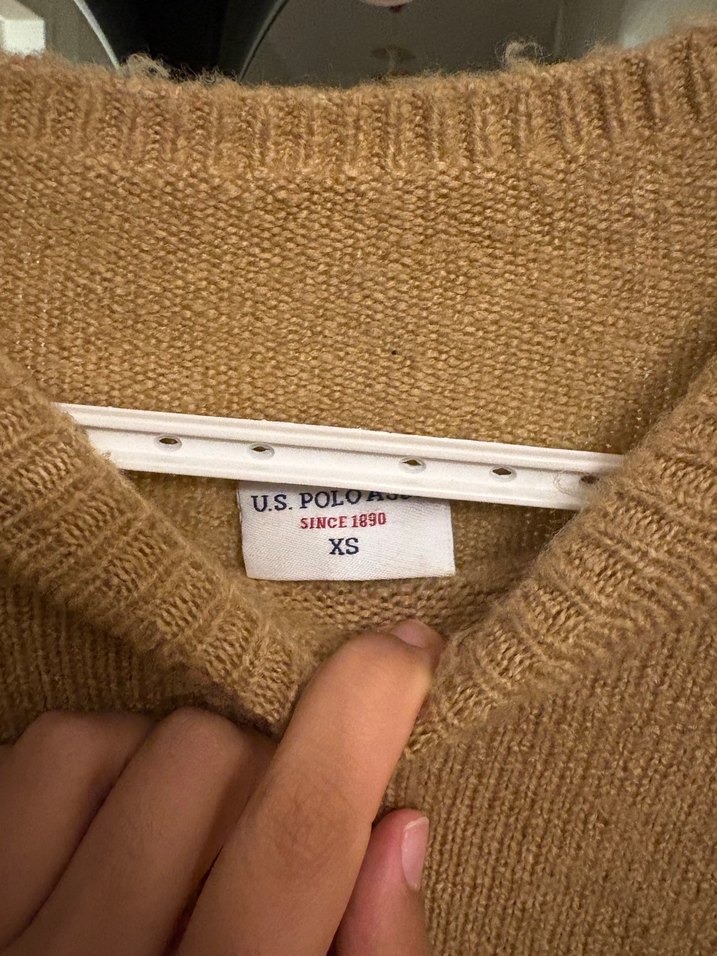 U.S. POLO
SINCE 1890
XS